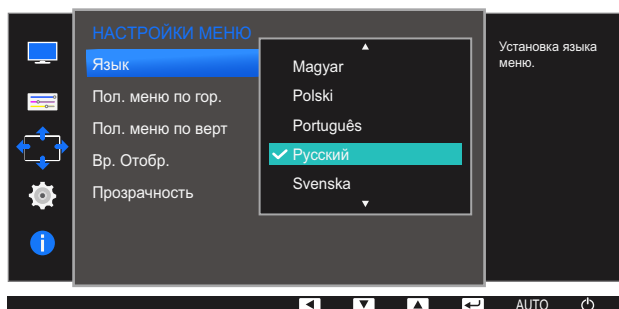 НАСТРОЙКИ МЕНЮ
Язык
Пол. меню по гор.
Пол. меню по верт
Вр. Отобр.
Прозрачность
Magyar
Polski
Português
Русский
Svenska
Установка языка
меню.
AUTO